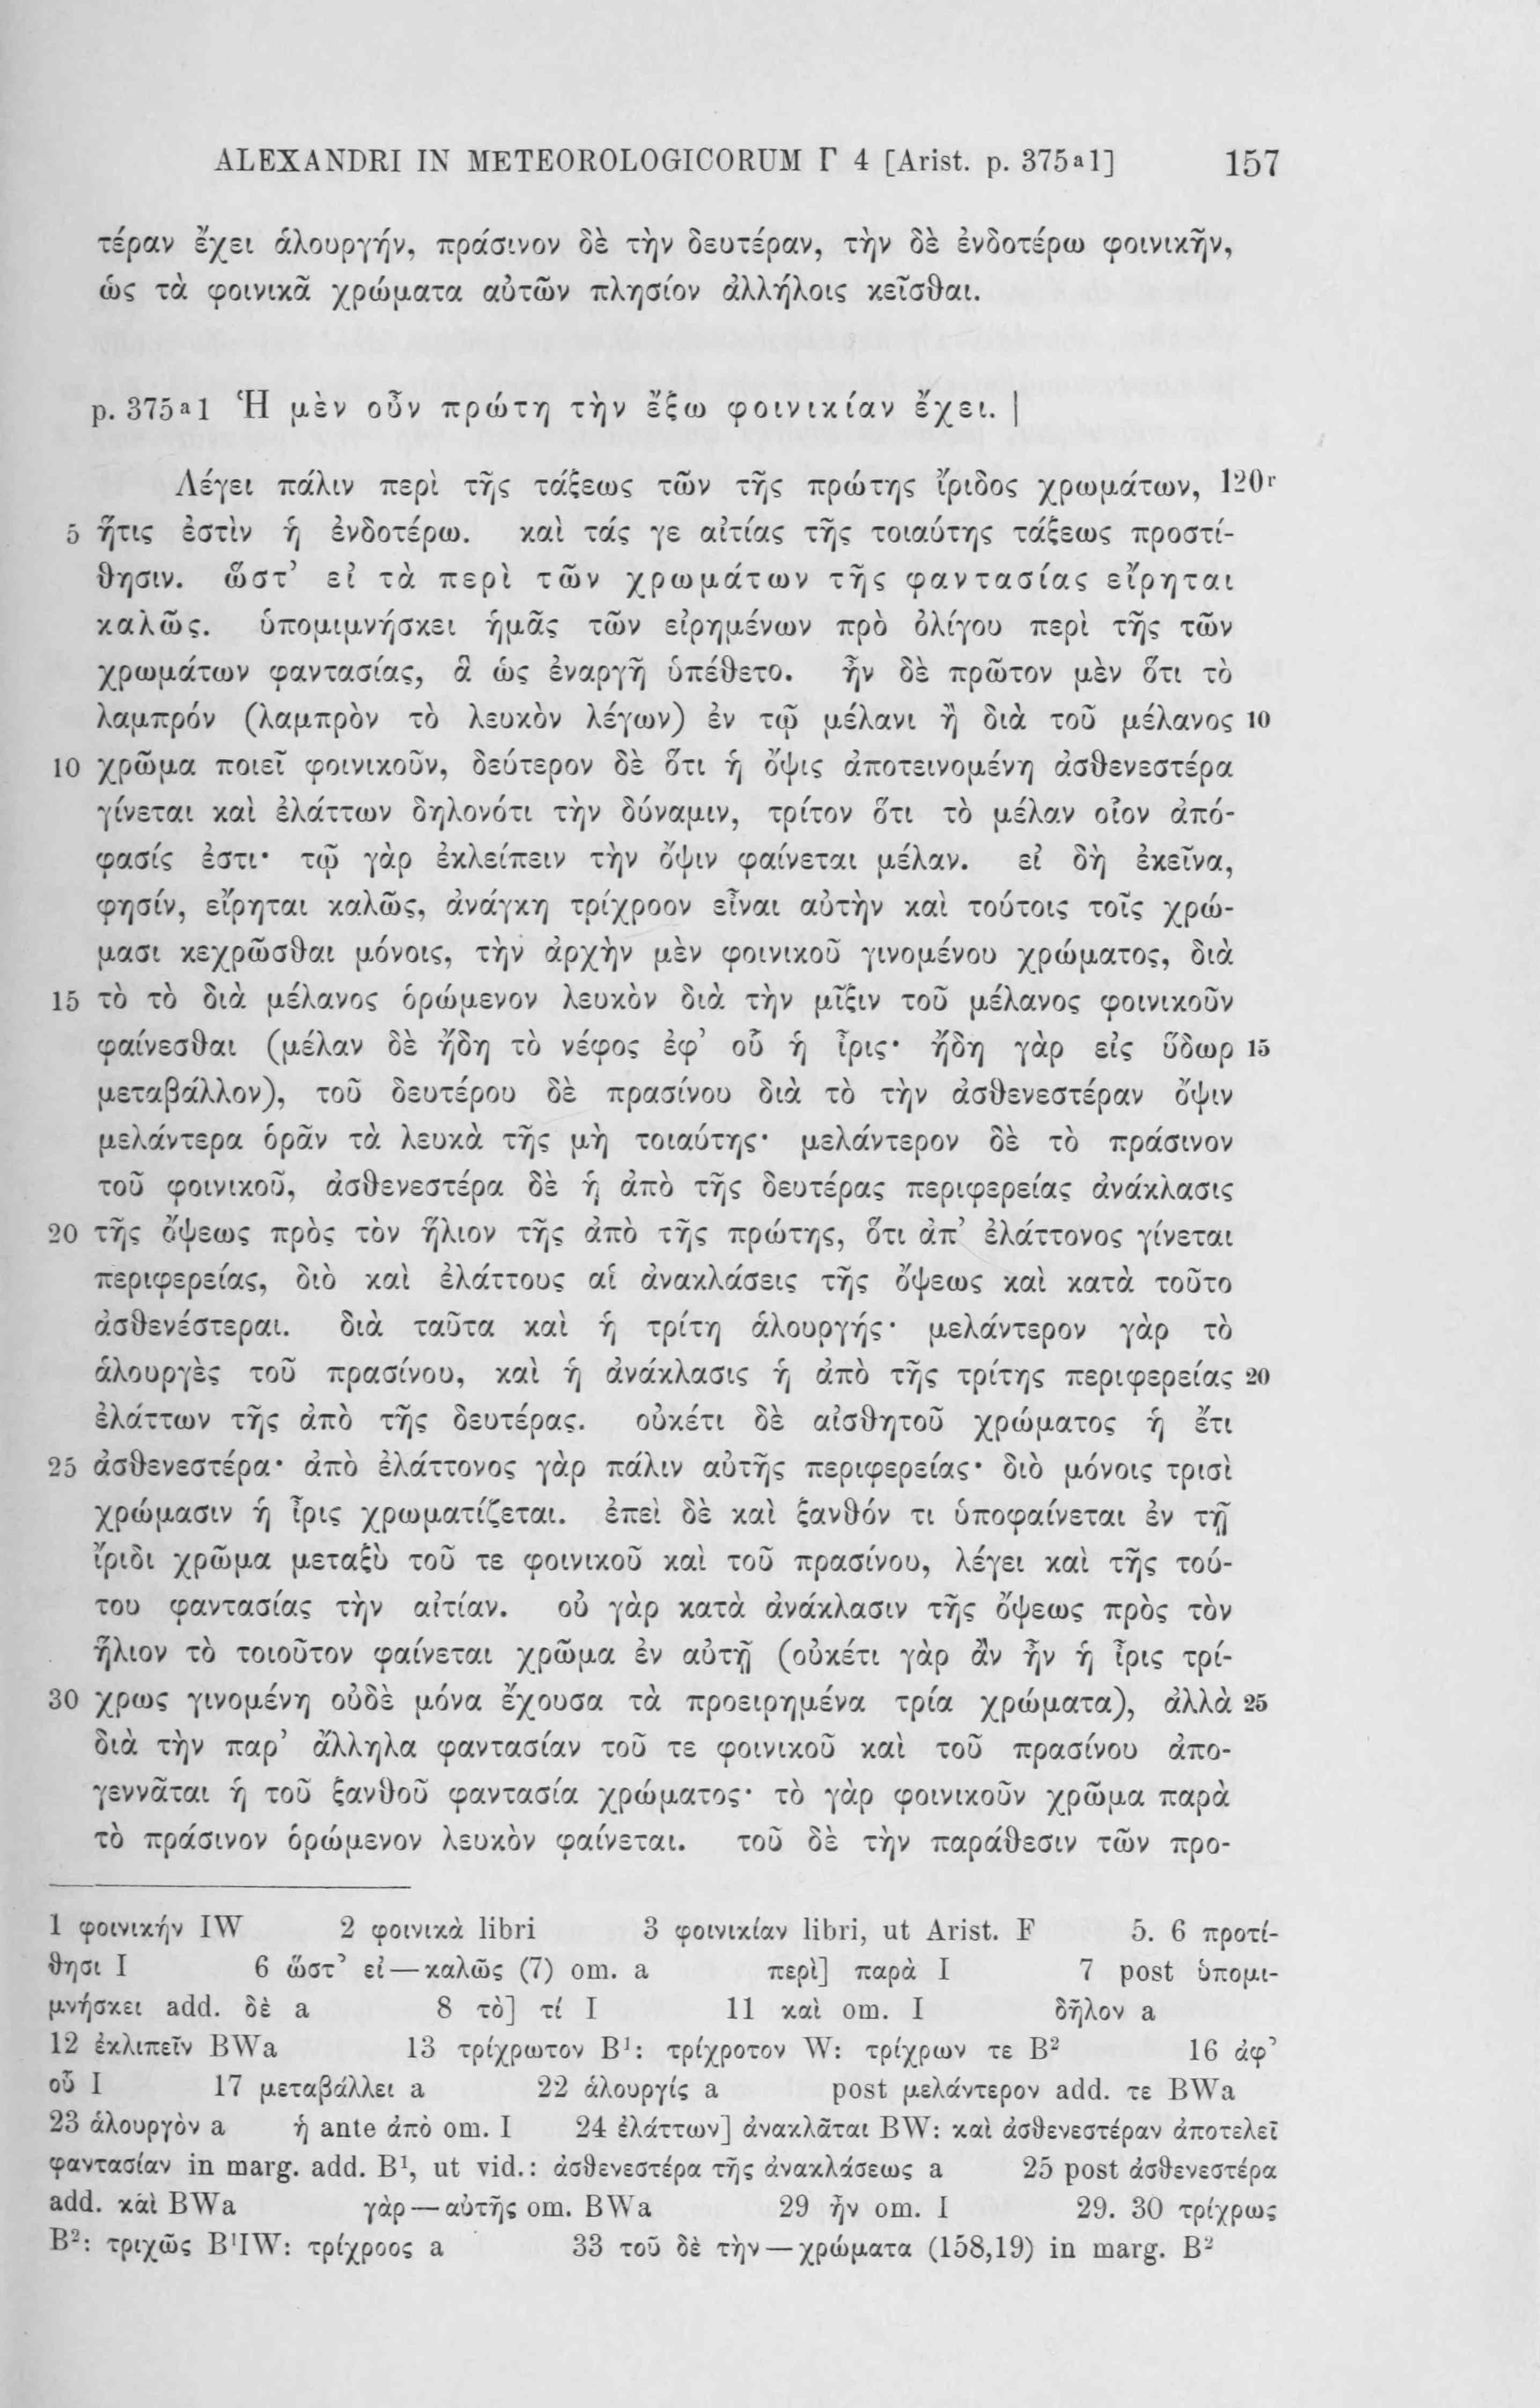 ALEXANDRI IN METEOROLOGICORUM Γ 4 [Arist. p. 375a1] 157
τέραν ἔχει ἁλουργήν, πράσινον δὲ τὴν δευτέραν, τὴν δὲ ἐνδοτέρω φοινικῆν,
ὡς τὰ φοινικᾶ χρώματα αὐτῶν πλησίον ἀλλήλοις κεῖσθαι.
p. 375a1 Ἡ μὲν οὖν πρώτη τὴν ἔξω φοινικίαν ἔχει. |
Λέγει πάλιν περὶ τῆς τάξεως τῶν τῆς πρώτης ἴριδος χρωμάτων, 120r
5 ἥτις ἐστὶν ἡ ἐνδοτέρω. καὶ τάς γε αἰτίας τῆς τοιαύτης τάξεως προστί-
θησιν. ὥστ’ εἰ τὰ περὶ τῶν χρωμάτων τῆς φαντασίας εἴρηται
καλῶς. ὑπομιμνήσκει ἡμᾶς τῶν εἰρημένων πρὸ ὀλίγου περὶ τῆς τῶν
χρωμάτων φαντασίας, ἃ ὡς ἐναργῆ ὑπέθετο. ἦν δὲ πρῶτον μὲν ὅτι τὸ
λαμπρόν (λαμπρὸν τὸ λευκὸν λέγων) ἐν τῷ μέλανι ἢ διὰ τοῦ μέλανος 10
10 χρῶμα ποιεῖ φοινικοῦν, δεύτερον δὲ ὅτι ἡ ὄψις ἀποτεινομένη ἀσθενεστέρα
γίνεται καὶ ἐλάττων δηλονότι τὴν δύναμιν, τρίτον ὅτι τὸ μέλαν οἷον ἀπό-
φασίς ἐστι· τῷ γὰρ ἐκλείπειν τὴν ὄψιν φαίνεται μέλαν. εἰ δὴ ἐκεῖνα,
φησίν, εἴρηται καλῶς, ἀνάγκη τρίχροον εἶναι αὐτὴν καὶ τούτοις τοῖς χρώ-
μασι κεχρῶσθαι μόνοις, τὴν ἀρχὴν μὲν φοινικοῦ γινομένου χρώματος, διὰ
15 τὸ τὸ διὰ μέλανος ὁρώμενον λευκὸν διὰ τὴν μῖξιν τοῦ μέλανος φοινικοῦν
φαίνεσθαι (μέλαν δὲ ἤδη τὸ νέφος ἐφ’ οὗ ἡ ἶρις· ἤδη γὰρ εἰς ὕδωρ 15
μεταβάλλον), τοῦ δευτέρου δὲ πρασίνου διὰ τὸ τὴν ἀσθενεστέραν ὄψιν
μελάντερα ὁρᾶν τὰ λευκὰ τῆς μὴ τοιαύτης· μελάντερον δὲ τὸ πράσινον
τοῦ φοινικοῦ, ἀσθενεστέρα δὲ ἡ ἀπὸ τῆς δευτέρας περιφερείας ἀνάκλασις
20 τῆς ὄψεως πρὸς τὸν ἥλιον τῆς ἀπὸ τῆς πρώτης, ὅτι ἀπ’ ἐλάττονος γίνεται
περιφερείας, διὸ καὶ ἐλάττους αἱ ἀνακλάσεις τῆς ὄψεως καὶ κατὰ τοῦτο
ἀσθενέστεραι. διὰ ταῦτα καὶ ἡ τρίτη ἁλουργής· μελάντερον γὰρ τὸ
ἁλουργὲς τοῦ πρασίνου, καὶ ἡ ἀνάκλασις ἡ ἀπὸ τῆς τρίτης περιφερείας 20
ἐλάττων τῆς ἀπὸ τῆς δευτέρας. οὐκέτι δὲ αἰσθητοῦ χρώματος ἡ ἔτι
25 ἀσθενεστέρα· ἀπὸ ἐλάττονος γὰρ πάλιν αὐτῆς περιφερείας· διὸ μόνοις τρισὶ
χρώμασιν ἡ ἶρις χρωματίζεται. ἐπεὶ δὲ καὶ ξανθόν τι ὑποφαίνεται ἐν τῇ
ἴριδι χρῶμα μεταξὺ τοῦ τε φοινικοῦ καὶ τοῦ πρασίνου, λέγει καὶ τῆς τού-
του φαντασίας τὴν αἰτίαν. οὐ γὰρ κατὰ ἀνάκλασιν τῆς ὄψεως πρὸς τὸν
ἥλιον τὸ τοιοῦτον φαίνεται χρῶμα ἐν αὐτῇ (οὐκέτι γὰρ ἂν ἦν ἡ ἶρις τρί-
30 χρως γινομένη οὐδὲ μόνα ἔχουσα τὰ προειρημένα τρία χρώματα), ἀλλὰ 25
διὰ τὴν παρ’ ἄλληλα φαντασίαν τοῦ τε φοινικοῦ καὶ τοῦ πρασίνου ἀπο-
γεννᾶται ἡ τοῦ ξανθοῦ φαντασία χρώματος· τὸ γὰρ φοινικοῦν χρῶμα παρὰ
τὸ πράσινον ὁρώμενον λευκὸν φαίνεται. τοῦ δὲ τὴν παράθεσιν τῶν προ-
1 φοινικήν IW 2 φοινικὰ libri 3 φοινικίαν libri, ut Arist. F 5. 6 προτί-
θησι I 6 ὥστ’ εἰ—καλῶς (7) om. a περὶ] παρὰ I 7 post ὑπομι-
μνήσκει add. δὲ a 8 τὸ] τί I 11 καὶ om. I δῆλον a
12 ἐκλιπεῖν BWa 13 τρίχρωτον B¹: τρίχροτον W: τρίχρων τε B² 16 ἀφ’
οὗ I 17 μεταβάλλει a 22 ἁλουργίς a post μελάντερον add. τε BWa
23 ἁλουργὸν a ἡ ante ἀπὸ om. I 24 ἐλάττων] ἀνακλᾶται BW: καὶ ἀσθενεστέραν ἀποτελεῖ
φαντασίαν in marg. add. B¹, ut vid.: ἀσθενεστέρα τῆς ἀνακλάσεως a 25 post ἀσθενεστέρα
add. καὶ BWa γὰρ—αὐτῆς om. BWa 29 ἦν om. I 29. 30 τρίχρως
B²: τριχῶς B¹IW: τρίχροος a 33 τοῦ δὲ τὴν—χρώματα (158,19) in marg. B²